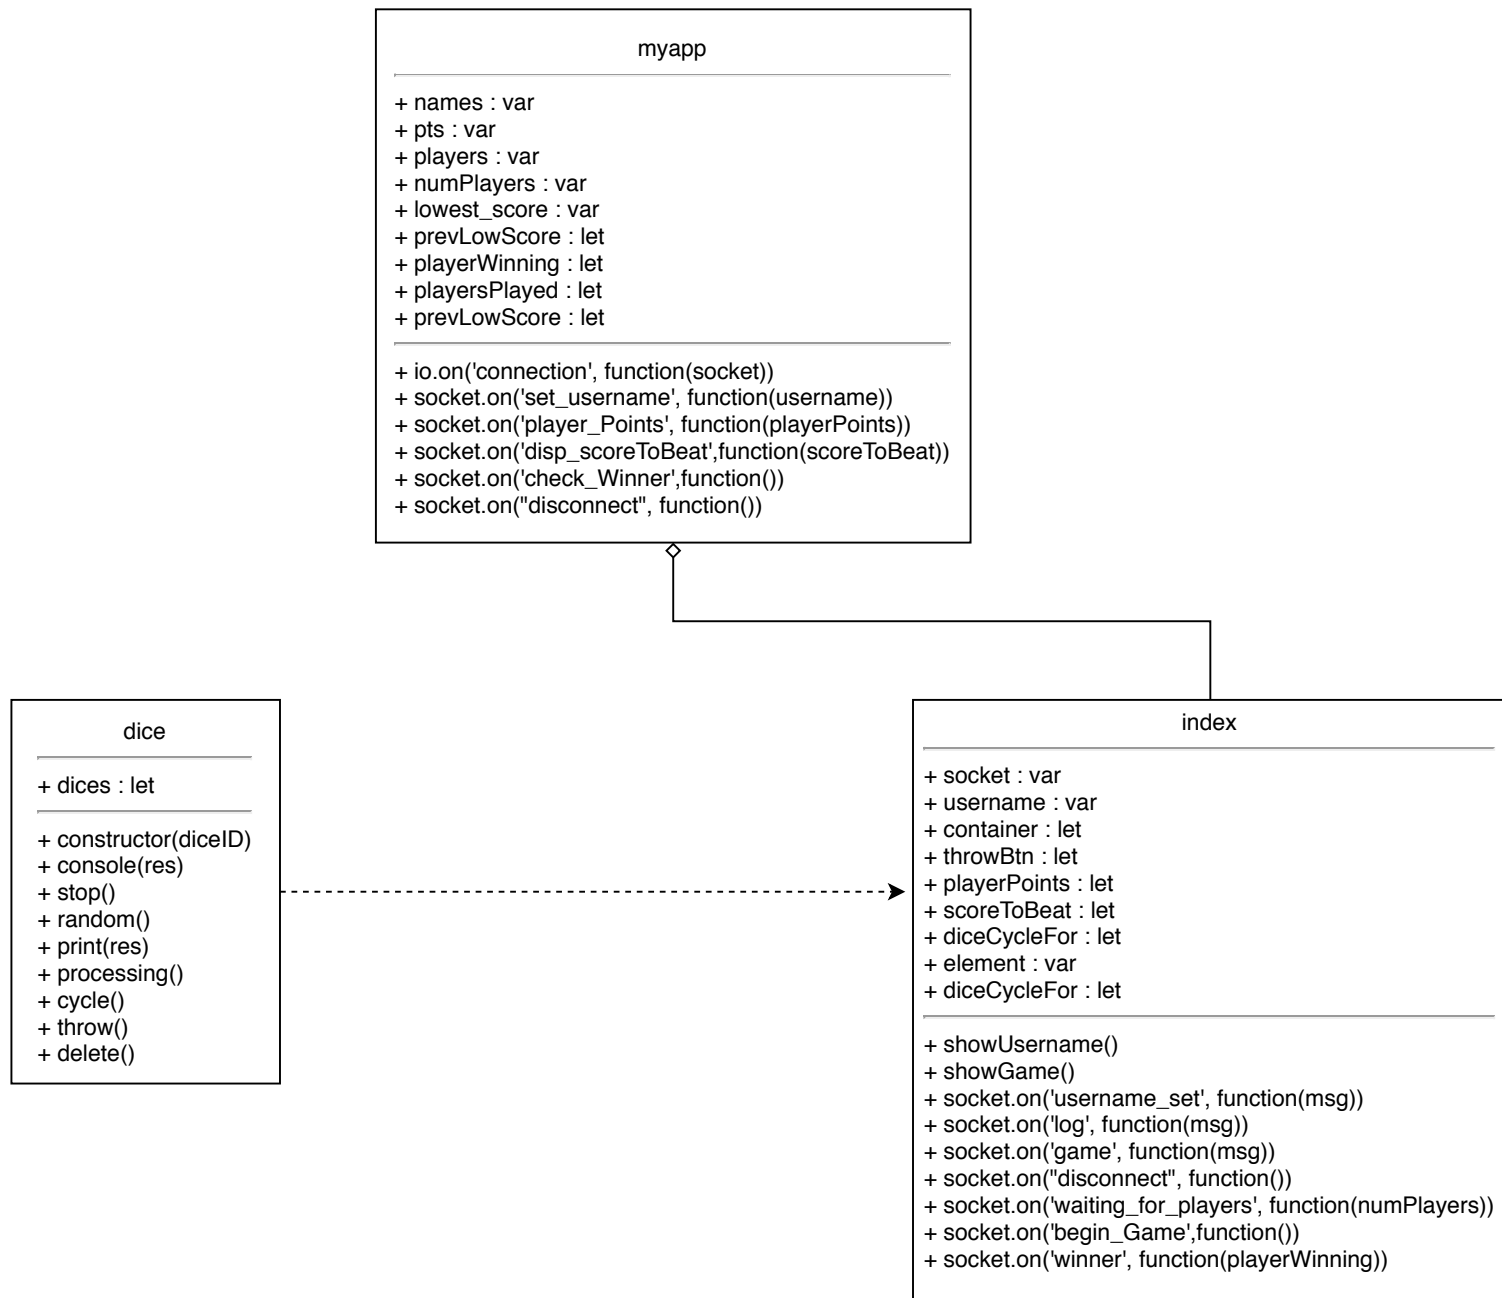 myapp
+ names : var
+ pts : var
+ players : var
+ numPlayers : var
+ lowest_score : var
+ prevLowScore : let
+ playerWinning : let
+ playersPlayed : let
+ prevLowScore : let
+ io.on('connection', function(socket))
+ socket.on('set_username', function(username))
+ socket.on('player_Points', function(playerPoints))
+ socket.on('disp_scoreToBeat',function(scoreToBeat))
+ socket.on('check_Winner',function())
+ socket.on("disconnect", function())
dice
+ dices : let
+ constructor(diceID)
+ console(res)
+ stop()
+ random()
+ print(res)
+ processing()
+ cycle()
+ throw()
+ delete()
index
+ socket : var
+ username : var
+ container : let
+ throwBtn : let
+ playerPoints : let
+ scoreToBeat : let
+ diceCycleFor : let
+ element : var
+ diceCycleFor : let
+ showUsername()
+ showGame()
+ socket.on('username_set', function(msg))
+ socket.on('log', function(msg))
+ socket.on('game', function(msg))
+ socket.on("disconnect", function())
+ socket.on('waiting_for_players', function(numPlayers))
+ socket.on('begin_Game',function())
+ socket.on('winner', function(playerWinning))